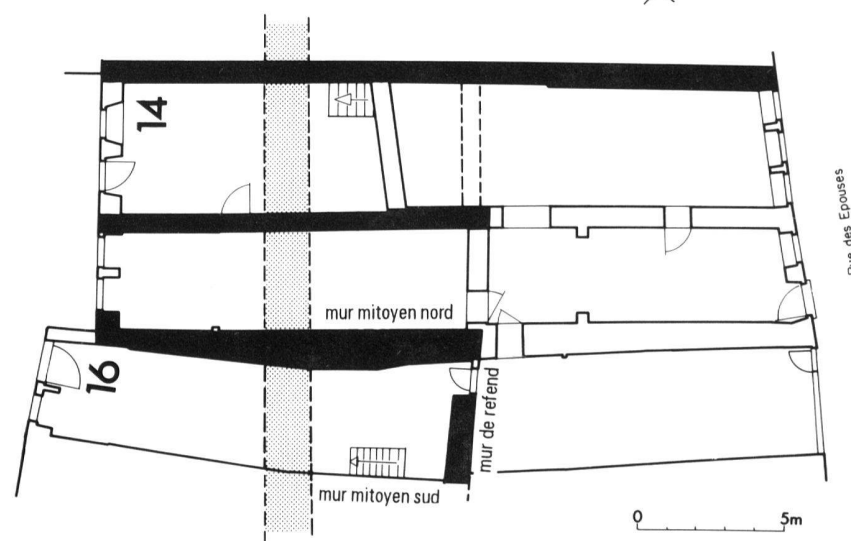 14
Rue des Epouses
mur mitoyen nord
16
mur de refend
mur mitoyen sud
0 5m